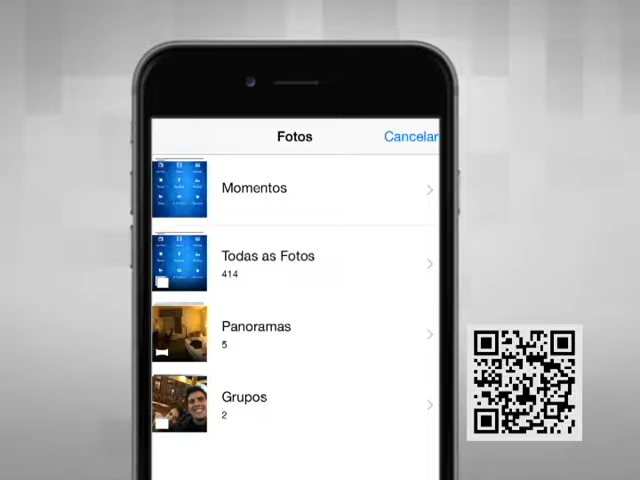 Fotos
Cancelar
Momentos
Todas as Fotos
414
Panoramas
5
Grupos
2